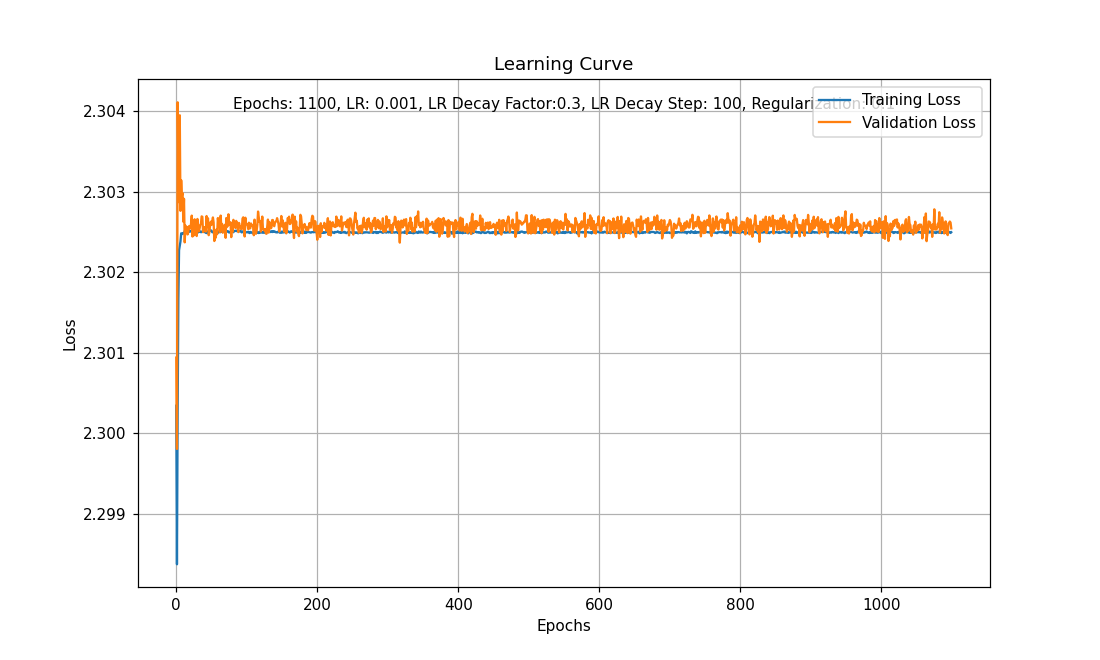 Learning Curve
Epochs: 1100, LR: 0.001, LR Decay Factor:0.3, LR Decay Step: 100, Regularization: 0.1
Training Loss
Validation Loss
2.304
2.303
2.302
2.301
2.300
2.299
Loss
0 200 400 600 800 1000
Epochs